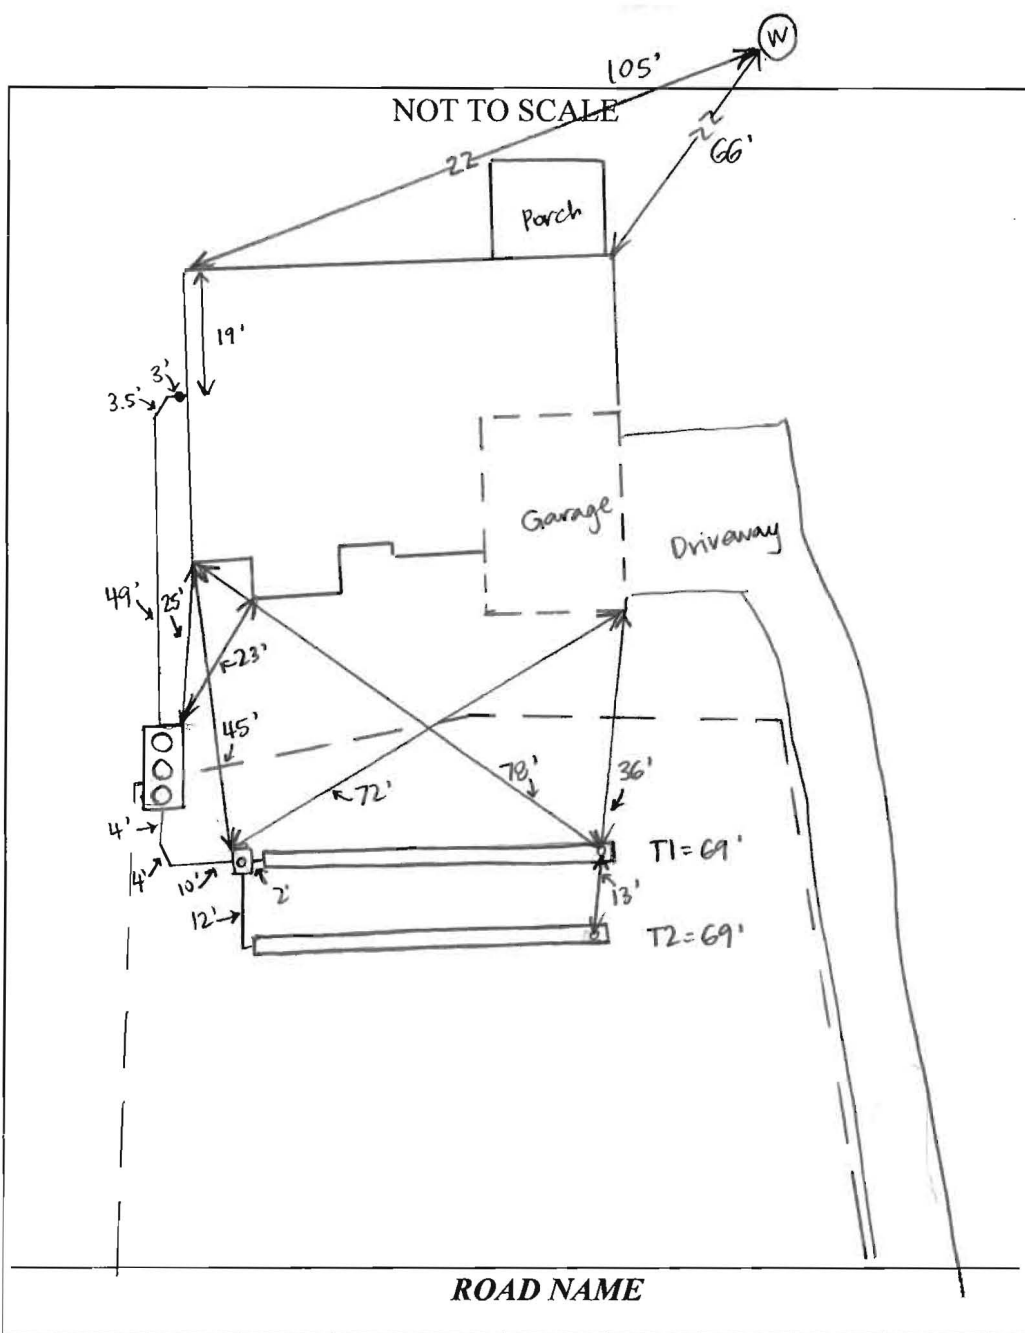 W
105'
NOT TO SCALE
66'
Porch
19'
3'
3.5'
Garage
Driveway
49'
25'
23'
45'
78'
36'
72'
4'
T1 = 69'
4'
10'
2'
13'
12'
T2 = 69'
ROAD NAME